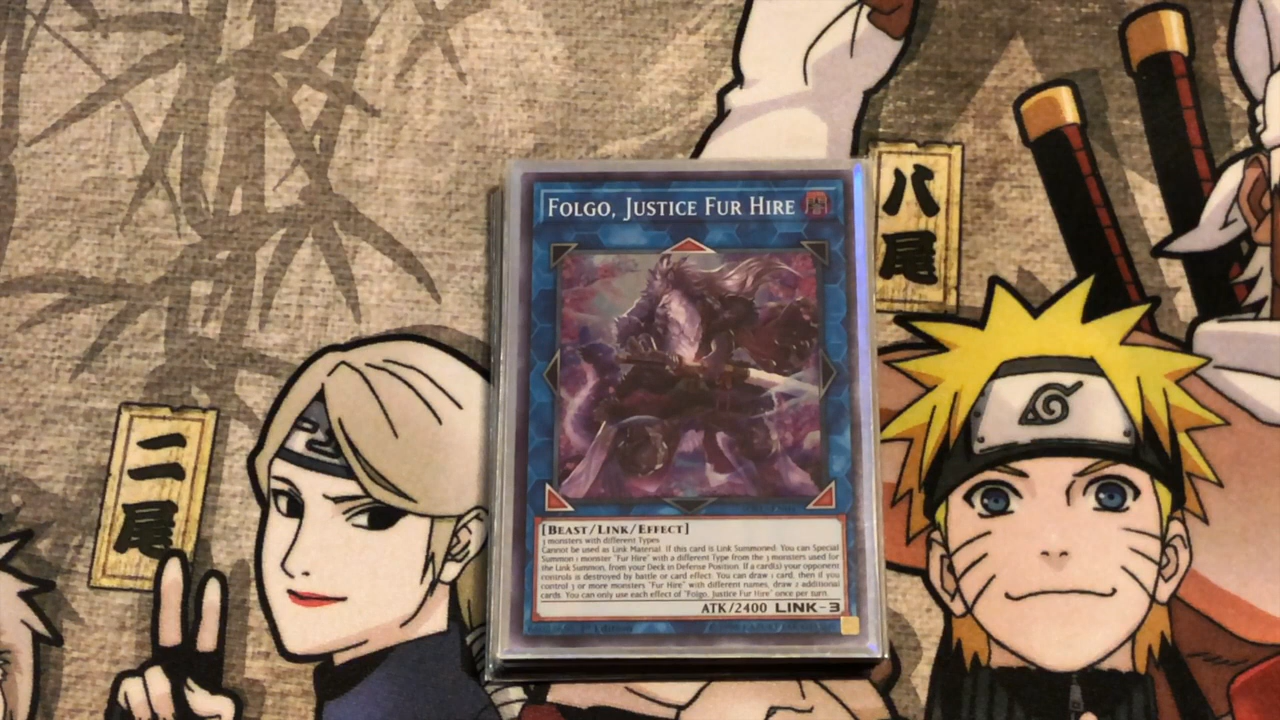 FOLGO, JUSTICE FUR HIRE
[BEAST/LINK/EFFECT]
3 monsters with different Types
Cannot be used as Link Material. If this card is Link Summoned: You can Special
Summon 1 monster "Fur Hire" with a different Type from the 3 monsters used for
the Link Summon, from your Deck in Defense Position. If a card(s) your opponent
controls is destroyed by battle or card effect: You can draw 1 card, then if you
control 3 or more monsters "Fur Hire" with different names, draw 2 additional
cards. You can only use each effect of "Folgo, Justice Fur Hire" once per turn.
ATK/2400 LINK-3
1st Edition
八尾
二尾